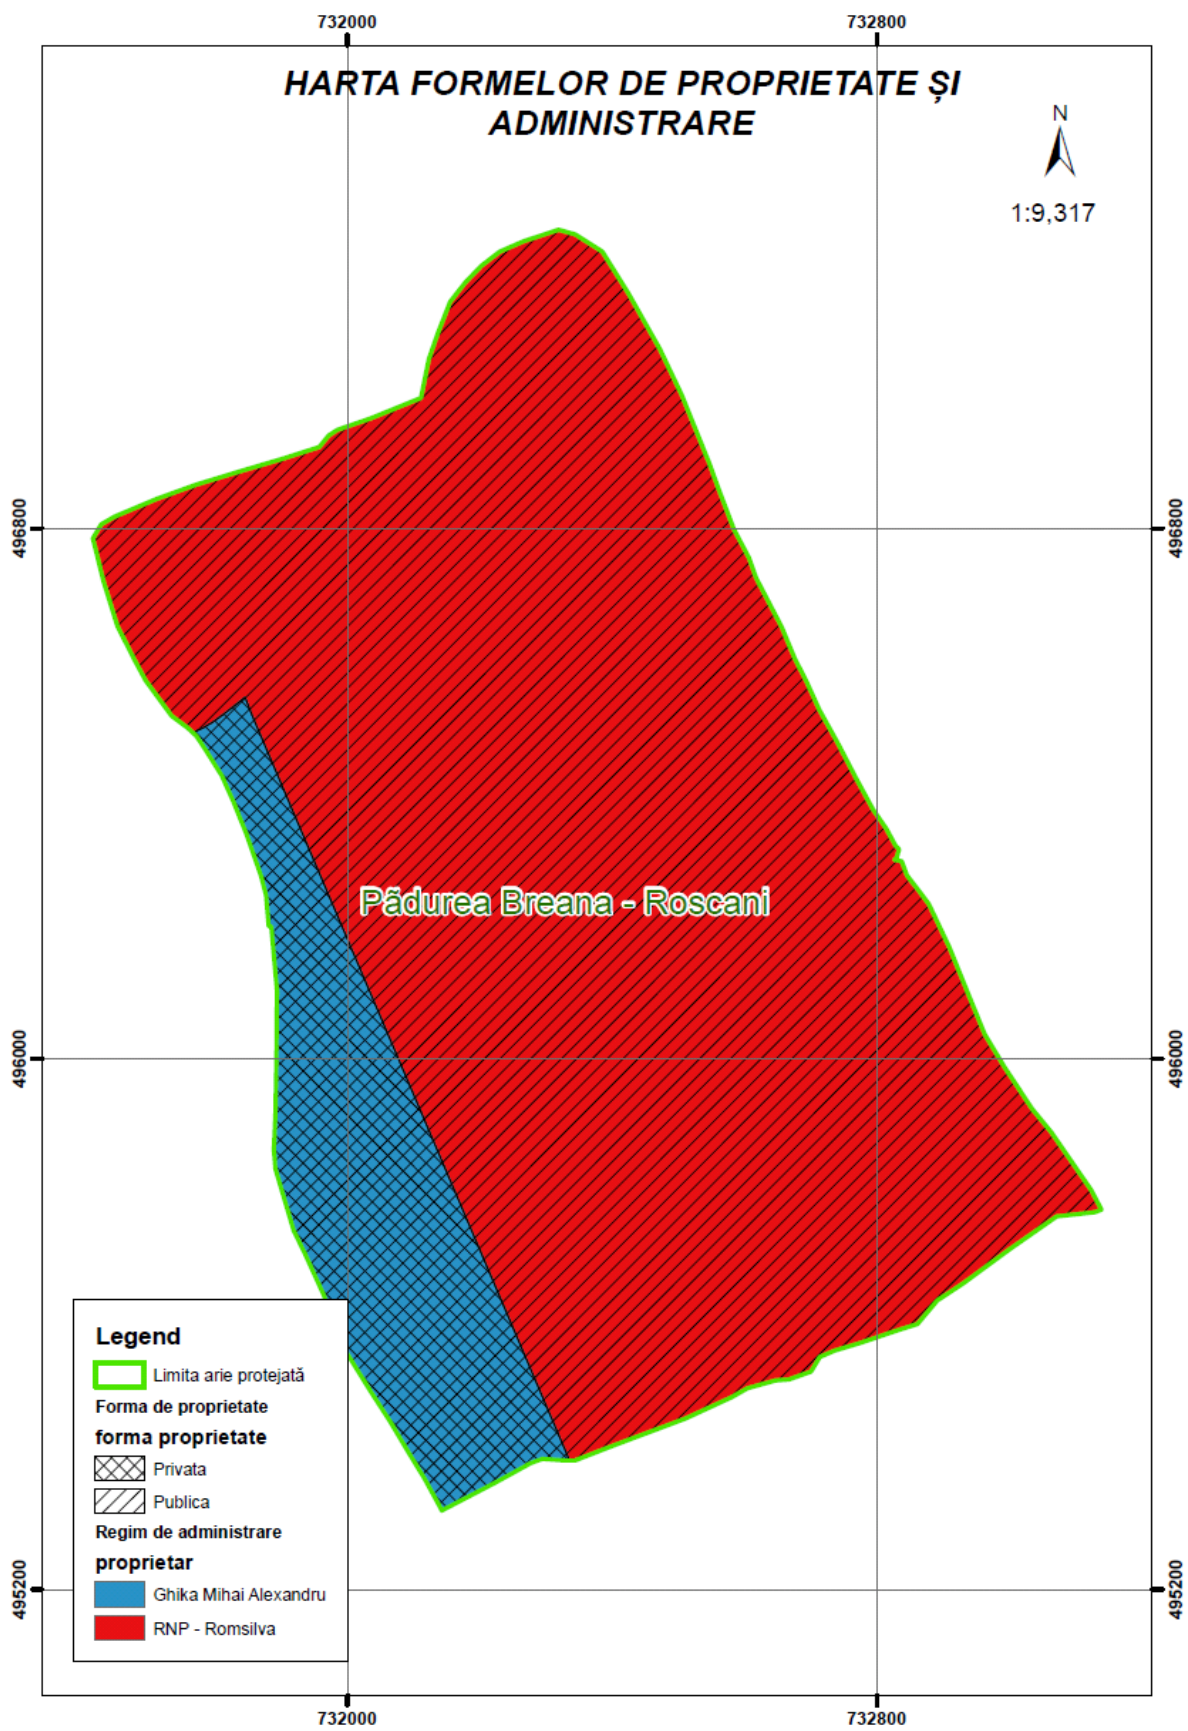 732000
732800
HARTA FORMELOR DE PROPRIETATE ȘI
ADMINISTRARE
N
1:9,317
496800
496800
Pãdurea Breana - Roscani
496000
496000
Legend
Limita arie protejată
Forma de proprietate
forma proprietate
Privata
Publica
Regim de administrare
proprietar
Ghika Mihai Alexandru
RNP - Romsilva
495200
495200
732000
732800